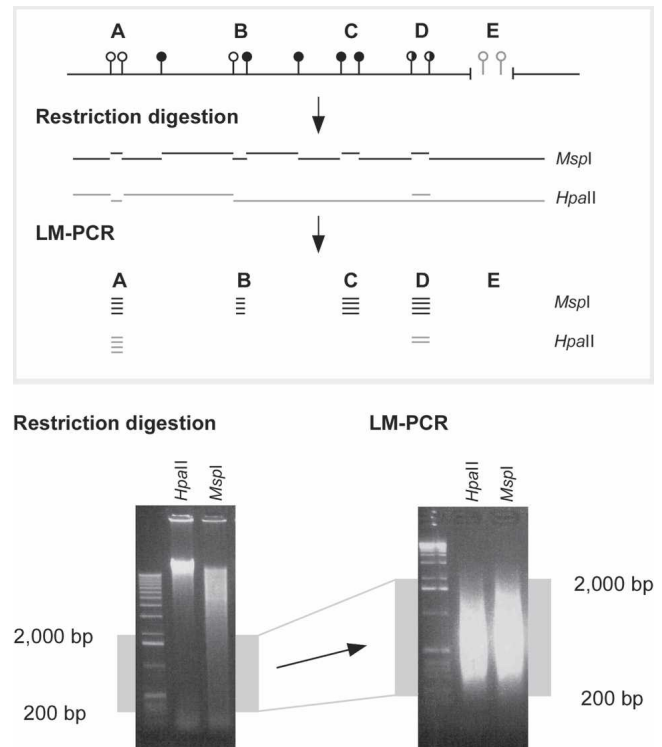 A B C D E
Restriction digestion
MspI
HpaII
LM-PCR
A B C D E
MspI
HpaII
Restriction digestion LM-PCR
HpaII MspI HpaII MspI
2,000 bp 2,000 bp
200 bp 200 bp